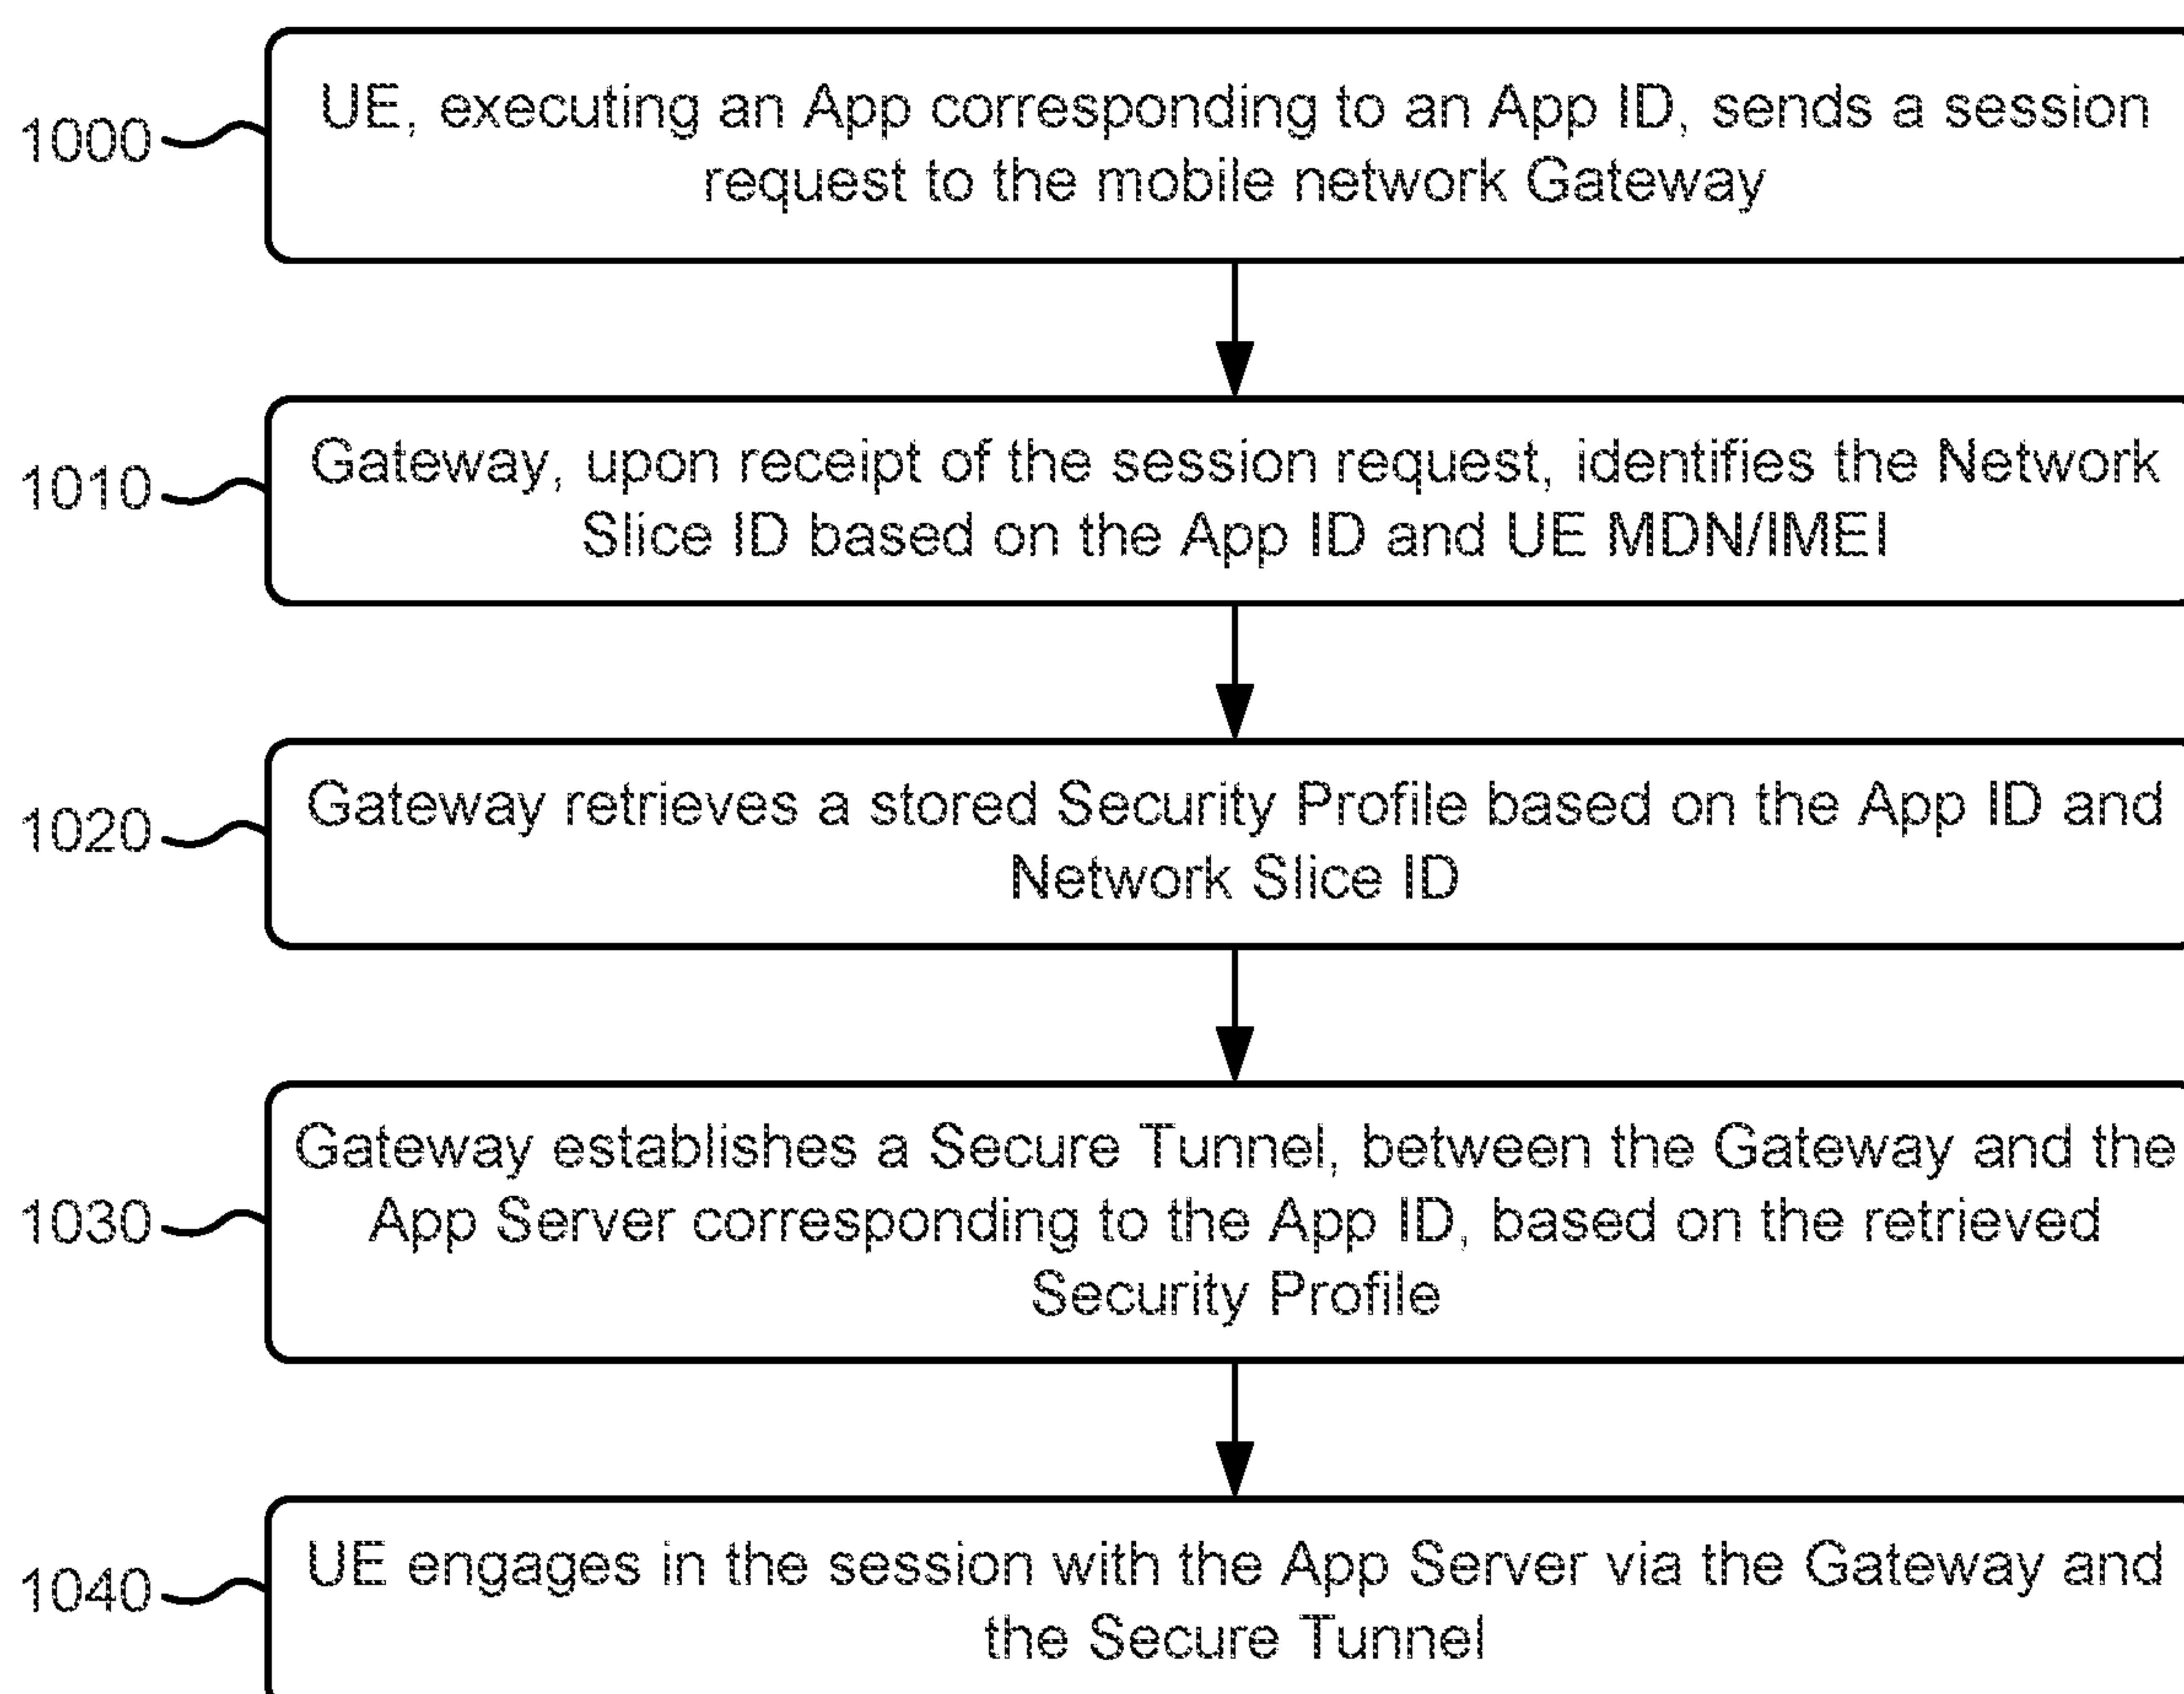 UE, executing an App corresponding to an App ID, sends a session
1000
request to the mobile network Gateway
Gateway, upon receipt of the session request, identifies the Network
1010
Slice ID based on the App ID and UE MDN/IMEI
Gateway retrieves a stored Security Profile based on the App ID and
1020
Network Slice ID
Gateway establishes a Secure Tunnel, between the Gateway and the
1030
App Server corresponding to the App ID, based on the retrieved
Security Profile
UE engages in the session with the App Server via the Gateway and
1040
the Secure Tunnel